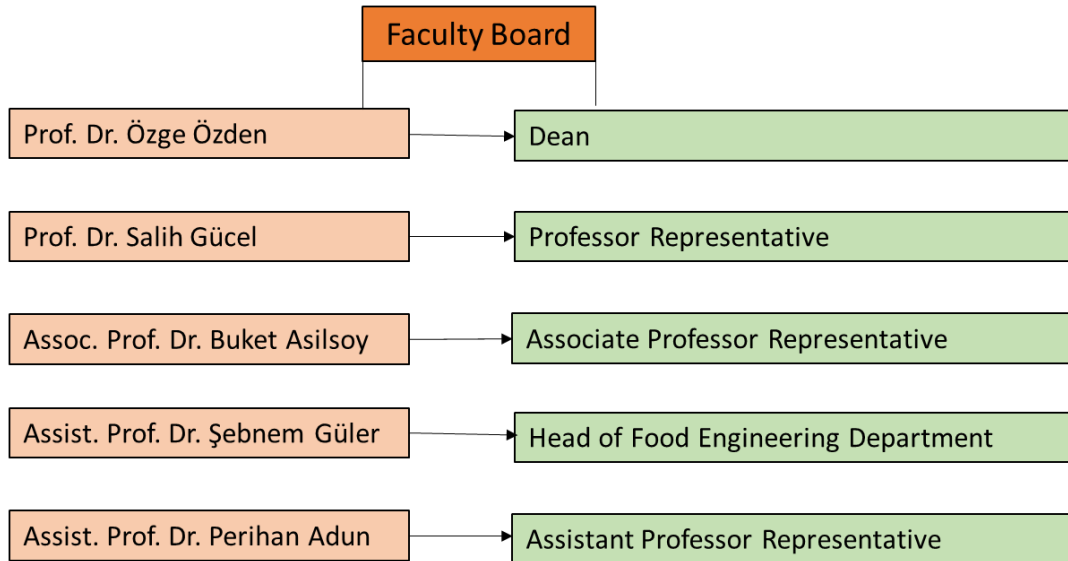 Faculty Board
Prof. Dr. Özge Özden
Dean
Prof. Dr. Salih Gücel
Professor Representative
Assoc. Prof. Dr. Buket Asilsoy
Associate Professor Representative
Assist. Prof. Dr. Şebnem Güler
Head of Food Engineering Department
Assist. Prof. Dr. Perihan Adun
Assistant Professor Representative